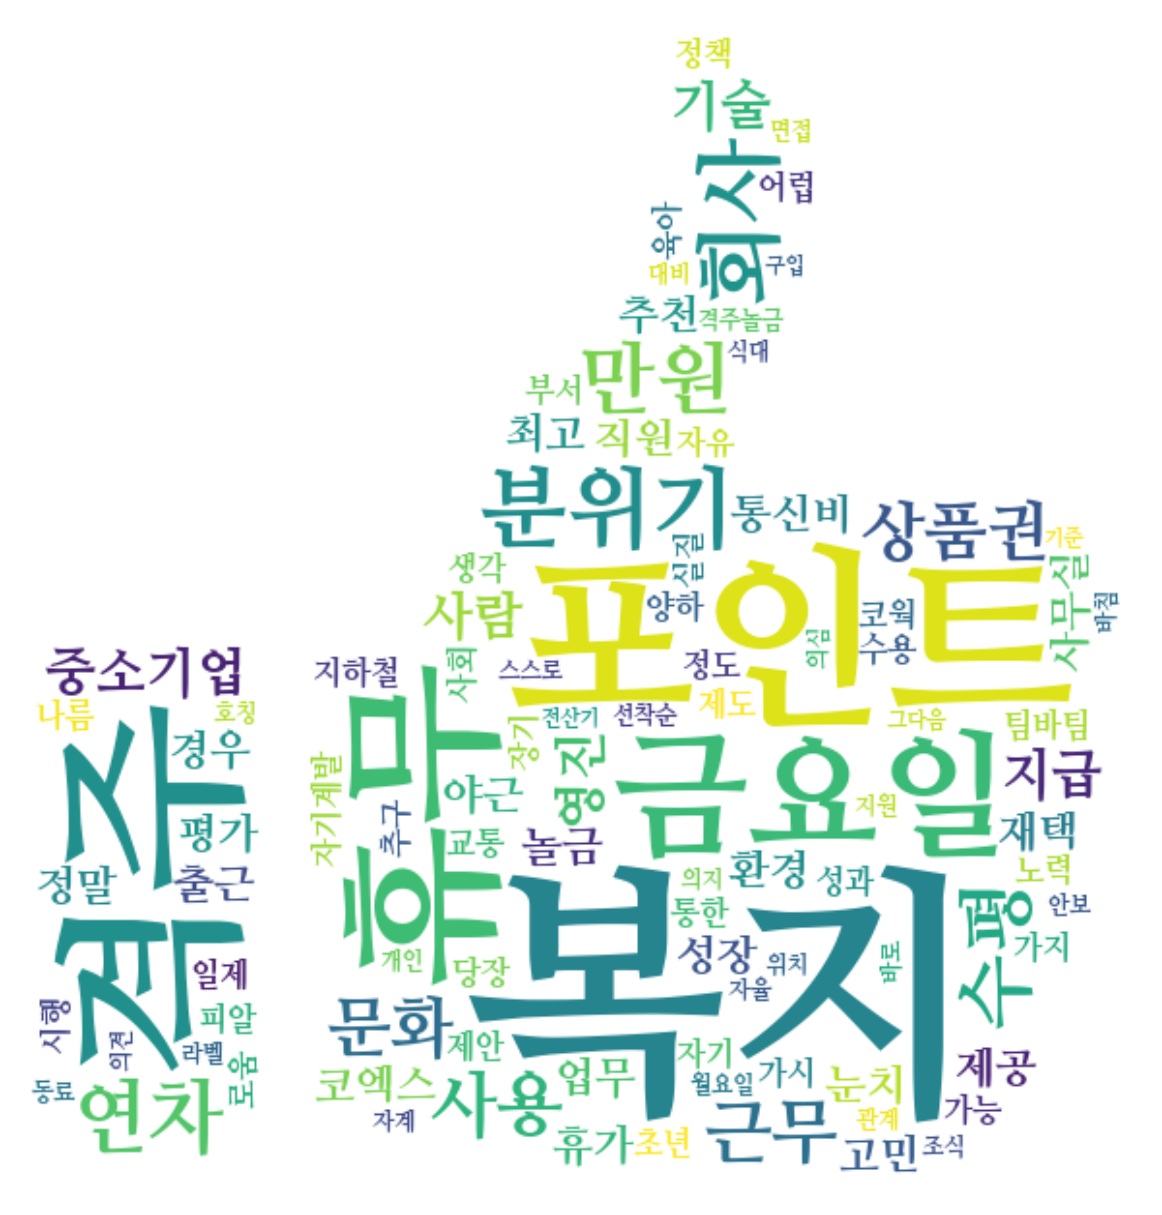 정책
기술
면접
회사
어럽
육아
대비
구입
추천
격주놀금
식대
만원
부서
최고
직원
자유
분위기
통신비
상품권
실질
기준
생각
포인트
사무실
사람
양하
코웍
바침
의심
수용
중소기업
지하철
사회
스스로
정도
나름
호칭
휴무
전산기
선착순
제도
그다음
팀바팀
격주
경우
장기
영진
금요일
지급
자기계발
야근
지원
추구
평가
교통
놀금
재택
정말
출근
복지
의지
환경
성과
노력
통한
수평
안보
일제
개인
당장
성장
위치
바로
가지
자율
시행
피알
문화
의견
라벨
제안
자기
제공
도움
동료
연차
코엑스
사용
업무
월요일
가시
눈치
자계
휴가
초년
근무
관계
가능
고민
조식